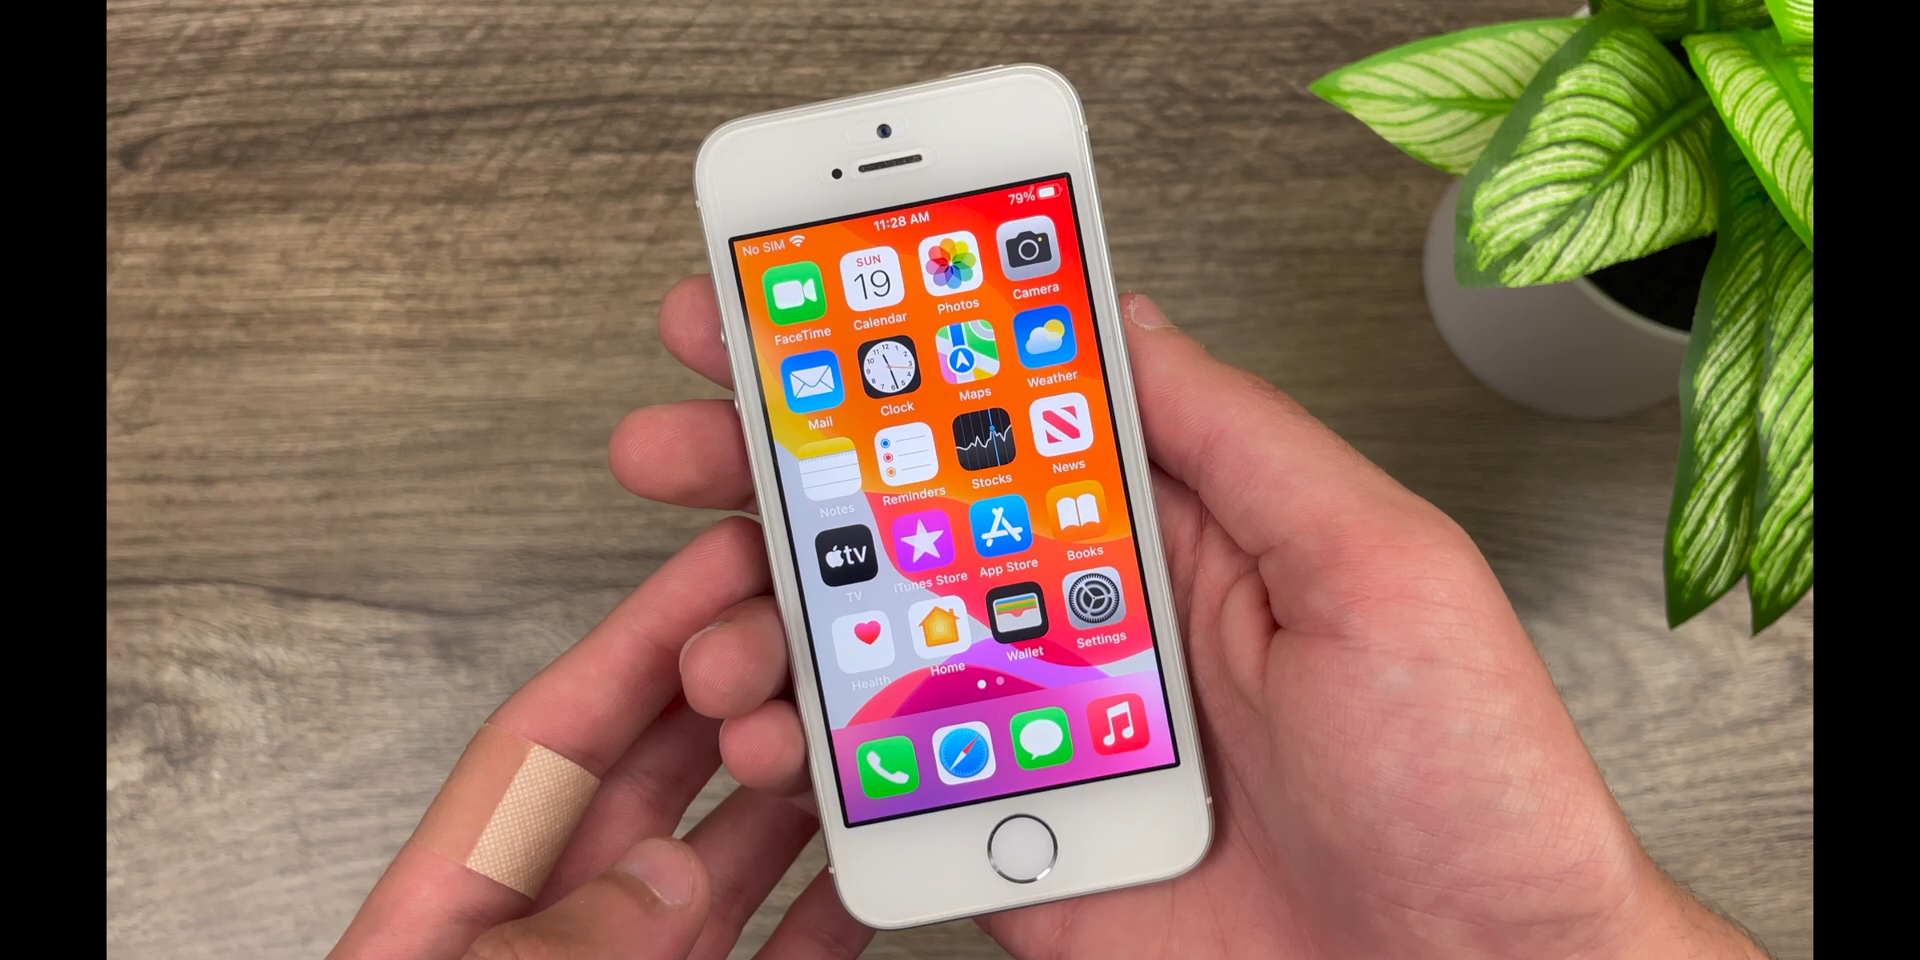 No SIM 11:28 AM 79%
SUN
19
FaceTime Calendar Photos Camera
Mail Clock Maps Weather
Notes Reminders Stocks News
tv
TV iTunes Store App Store Books
Health Home Wallet Settings